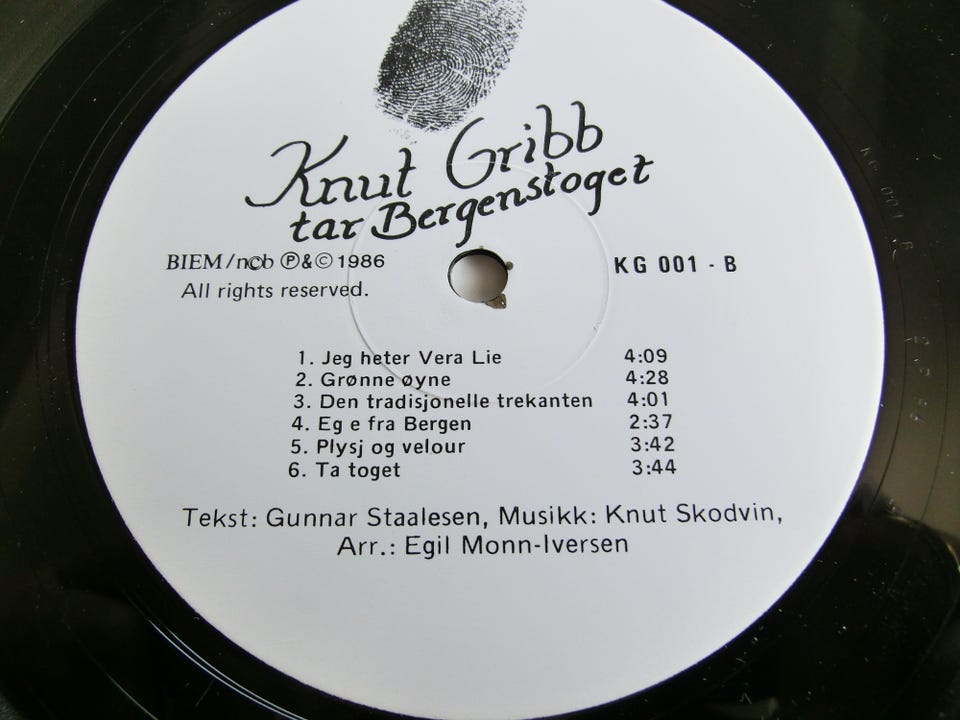 Knut Gribb
tar Bergenstoget
BIEM/ncb ℗&© 1986
All rights reserved.
KG 001 - B
1. Jeg heter Vera Lie 4:09
2. Grønne øyne 4:28
3. Den tradisjonelle trekanten 4:01
4. Eg e fra Bergen 2:37
5. Plysj og velour 3:42
6. Ta toget 3:44
Tekst: Gunnar Staalesen, Musikk: Knut Skodvin,
Arr.: Egil Monn-Iversen
KG 001 B